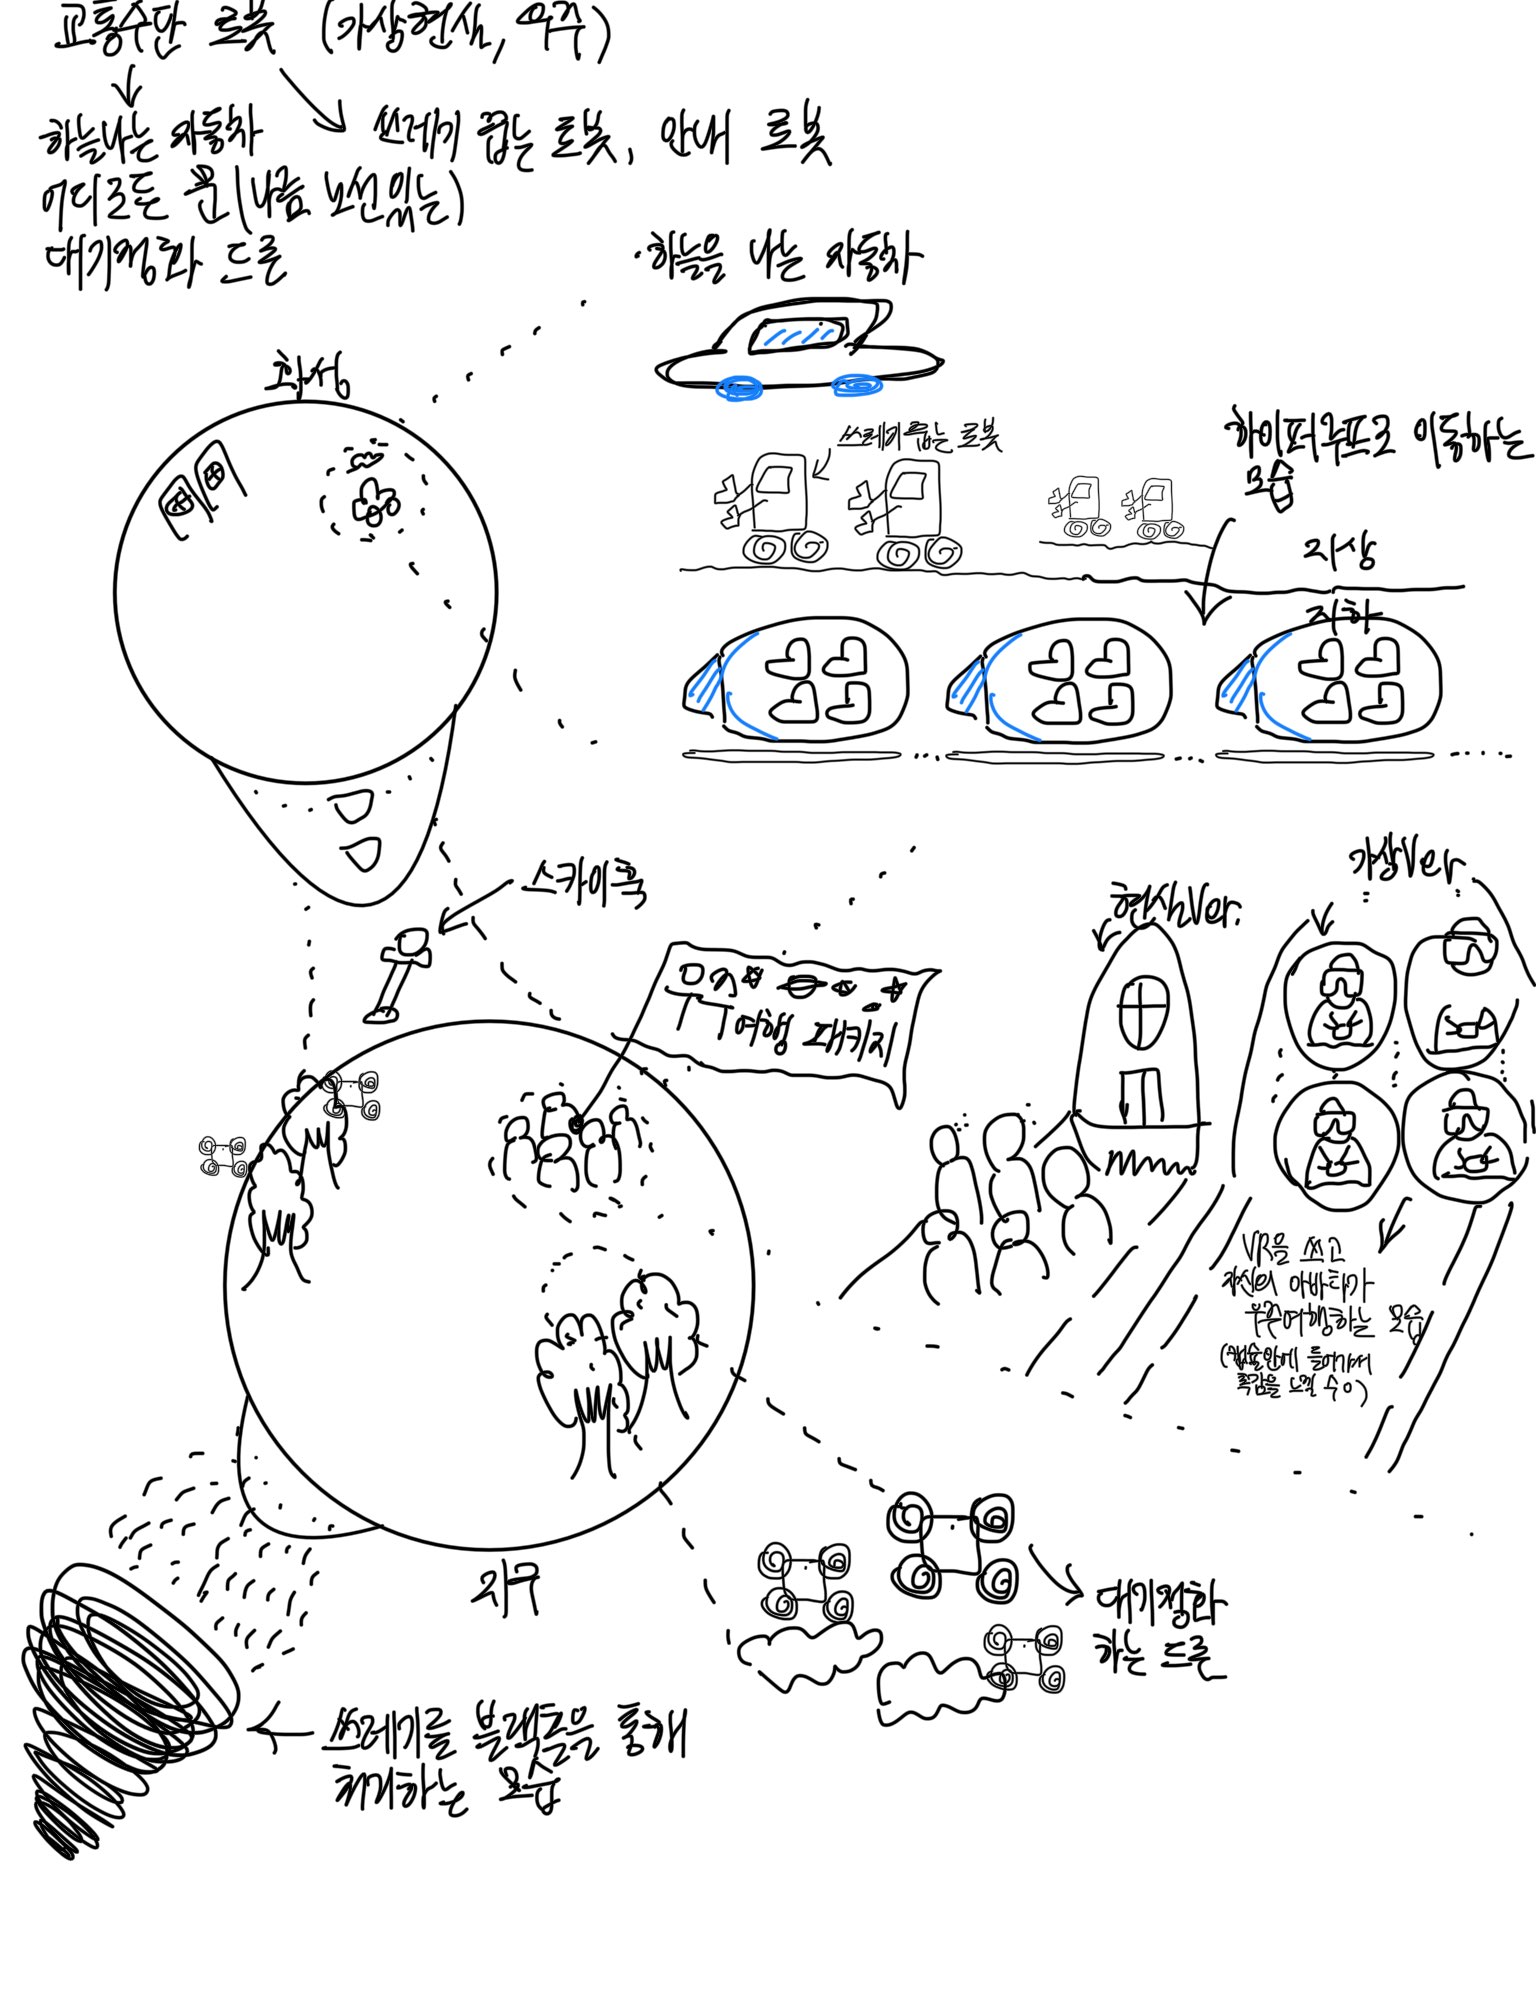 교통수단 로봇 (가상현실, 우주)
하늘나는 자동차
쓰레기 줍는 로봇, 안내 로봇
어디로든 문(나름 노선있는)
대기정화 드론
·하늘을 나는 자동차
화성
쓰레기줍는 로봇
하이퍼루프로 이동하는
모습
지상
지하
스카이훅
우주
여행 패키지
현실Ver.
가상Ver
VR을 쓰고
자신의 아바타가
우주여행하는 모습
(캡슐안에 들어가서
촉감을 느낄 수 O)
지구
대기정화
하는 드론
쓰레기를 블랙홀을 통해
처리하는 모습